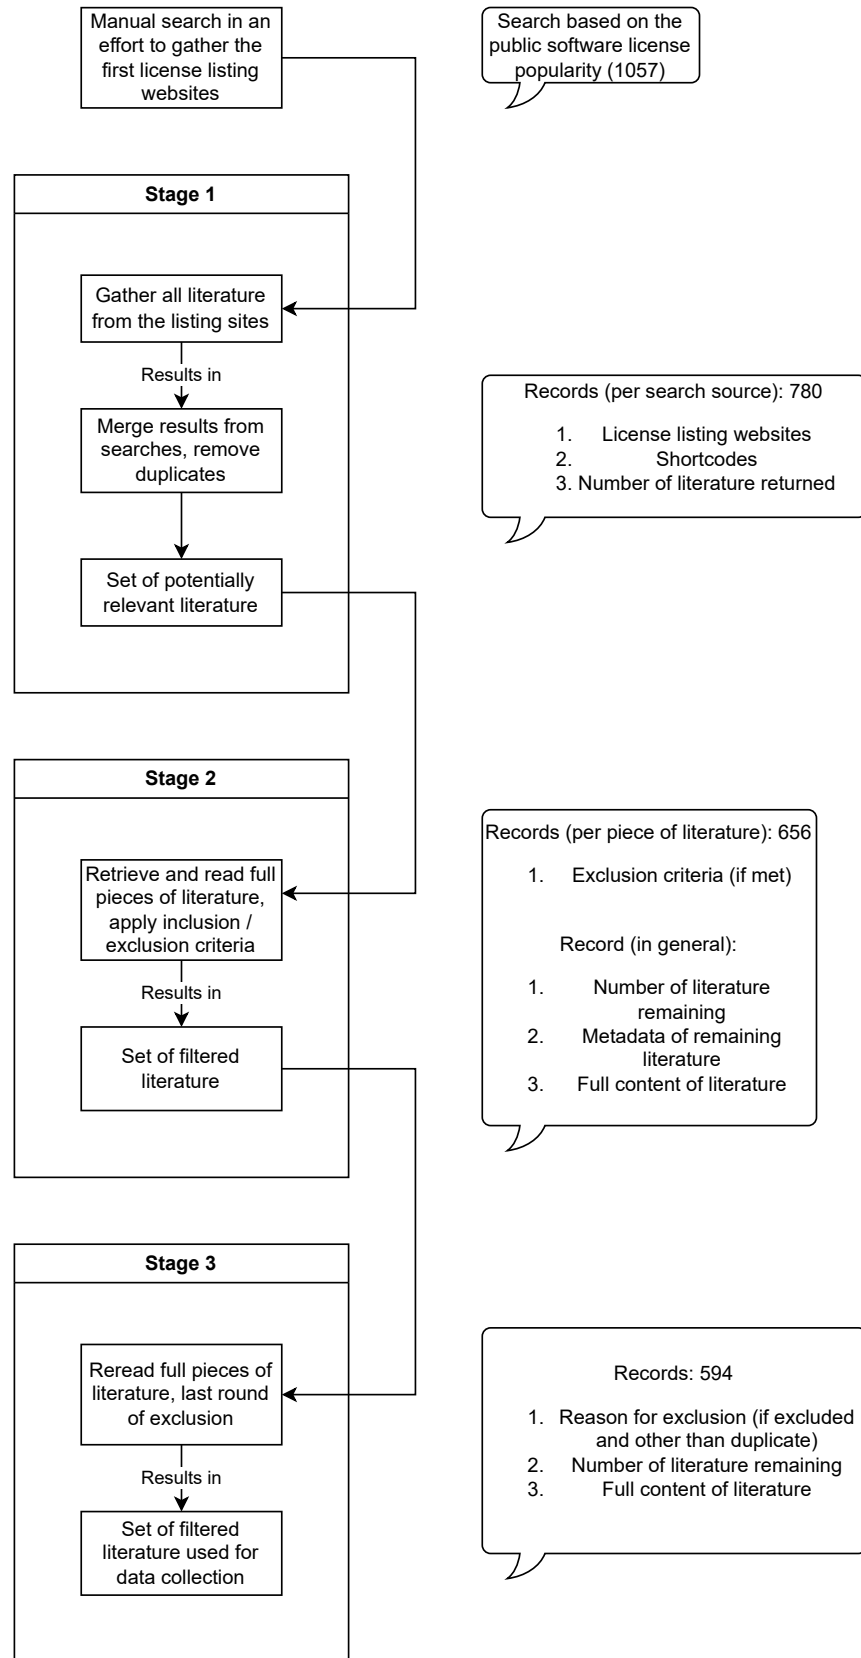 Manual search in an
effort to gather the
first license listing
websites
Search based on the
public software license
popularity (1057)
Stage 1
Gather all literature
from the listing sites
Results in
Merge results from
searches, remove
duplicates
Set of potentially
relevant literature
Records (per search source): 780
1. License listing websites
2. Shortcodes
3. Number of literature returned
Stage 2
Retrieve and read full
pieces of literature,
apply inclusion /
exclusion criteria
Results in
Set of filtered
literature
Records (per piece of literature): 656
1. Exclusion criteria (if met)
Record (in general):
1. Number of literature
remaining
2. Metadata of remaining
literature
3. Full content of literature
Stage 3
Reread full pieces of
literature, last round
of exclusion
Results in
Set of filtered
literature used for
data collection
Records: 594
1. Reason for exclusion (if excluded
and other than duplicate)
2. Number of literature remaining
3. Full content of literature